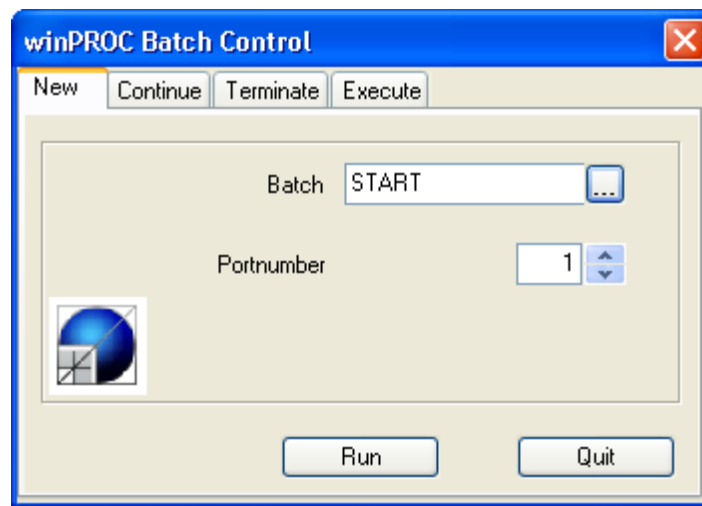 winPROC Batch Control
New Continue Terminate Execute
Batch START ...
Portnumber 1
Run Quit